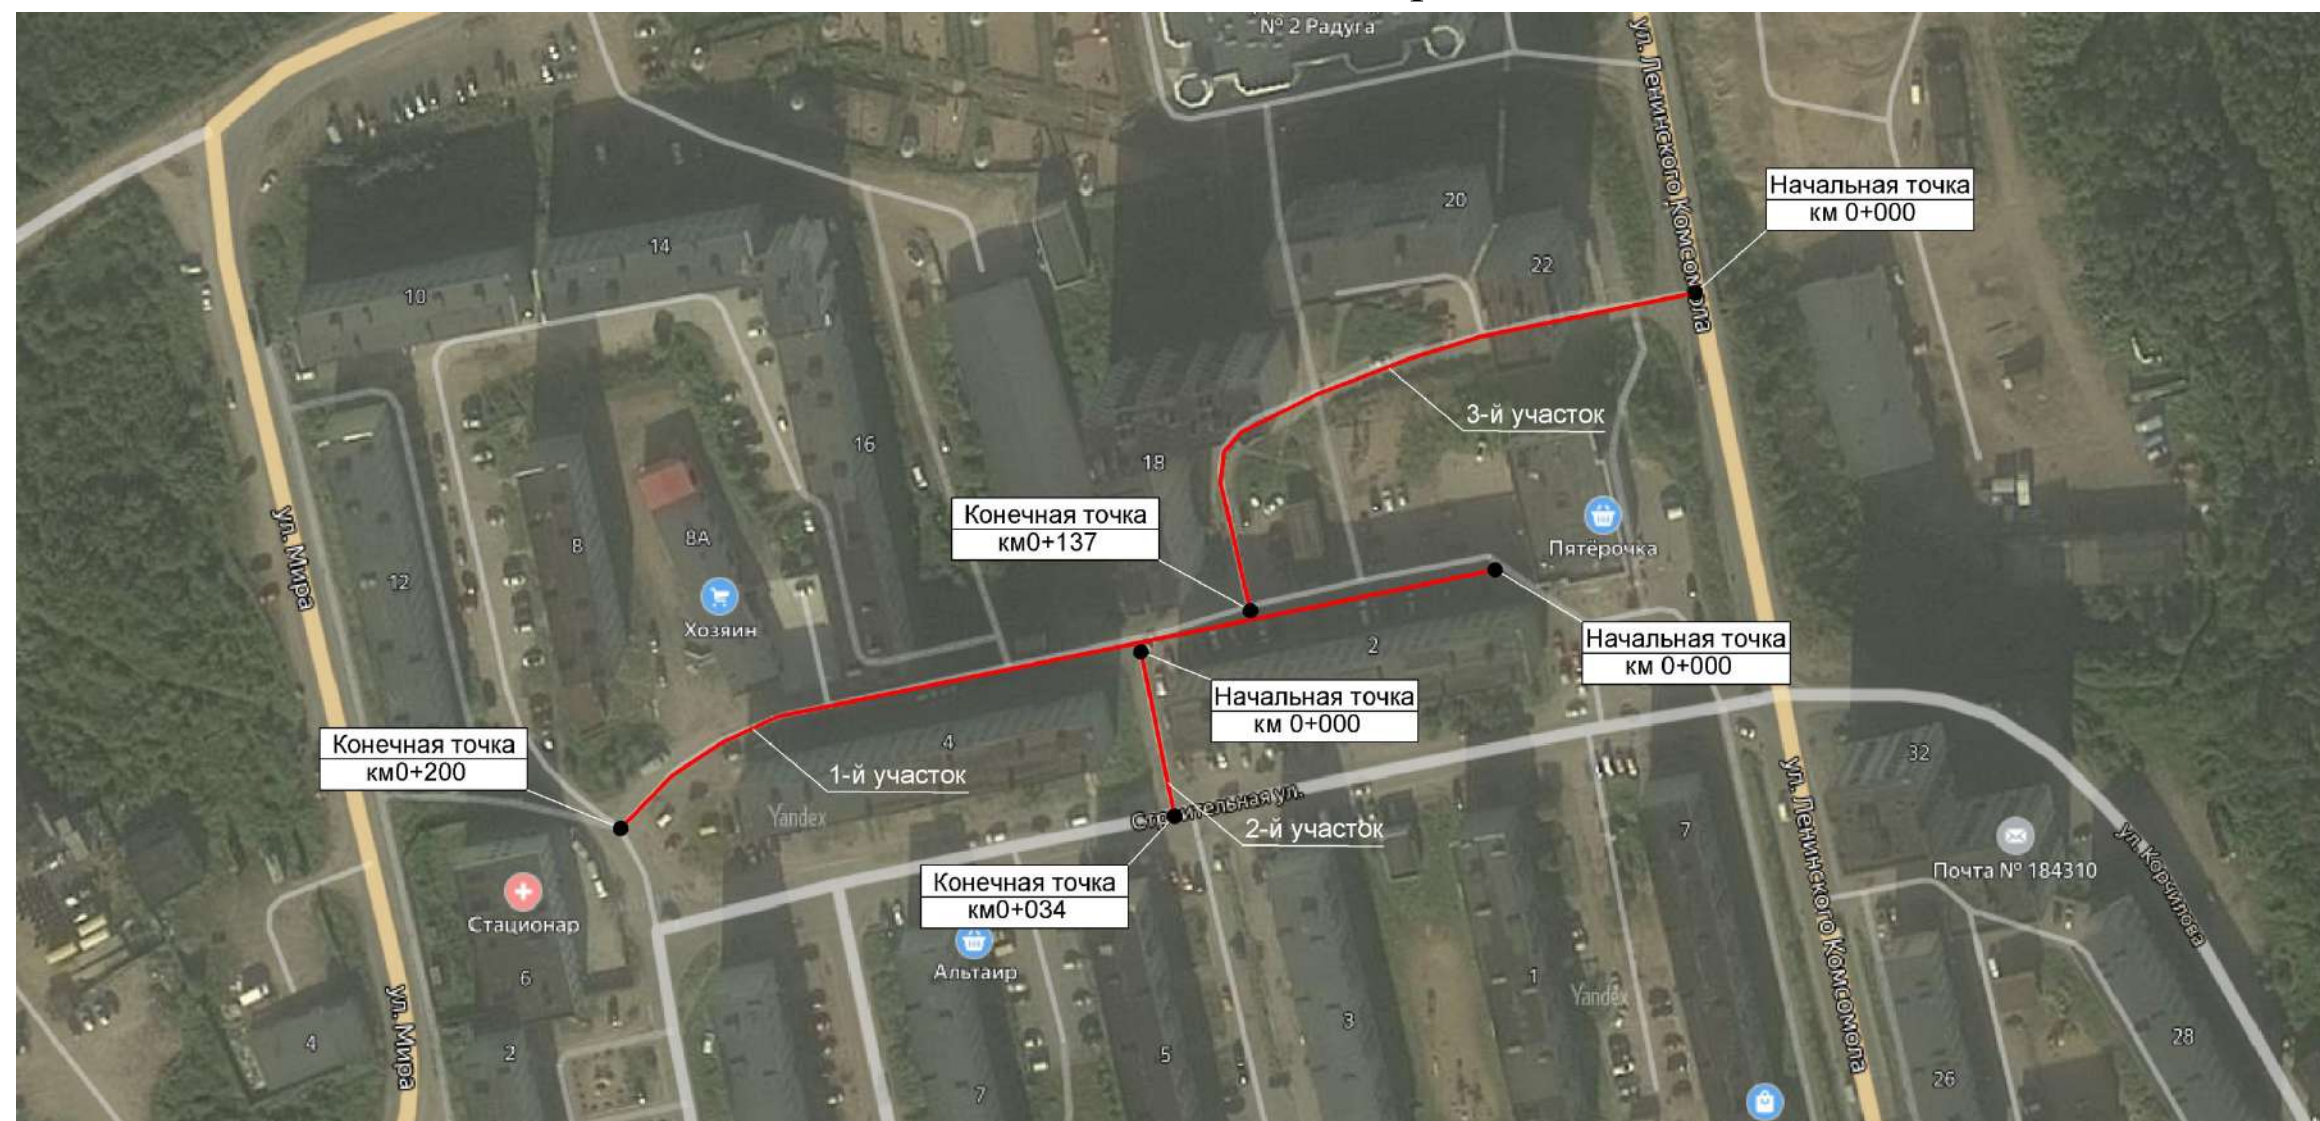 № 2 Радуга
ул. Ленинского Комсомола
Начальная точка
км 0+000
20
14
22
10
3-й участок
16
18
Конечная точка
км0+137
8А
8
Пятёрочка
ул. Мира
12
Хозяин
Начальная точка
км 0+000
2
Начальная точка
км 0+000
Конечная точка
км0+200
4
32
1-й участок
Yandex
Строительная ул.
2-й участок
7
ул. Ленинского Комсомола
Почта № 184310
ул. Корчилова
Конечная точка
км0+034
Стационар
Альтаир
6
1
Yandex
ул. Мира
4
2
3
5
7
28
26